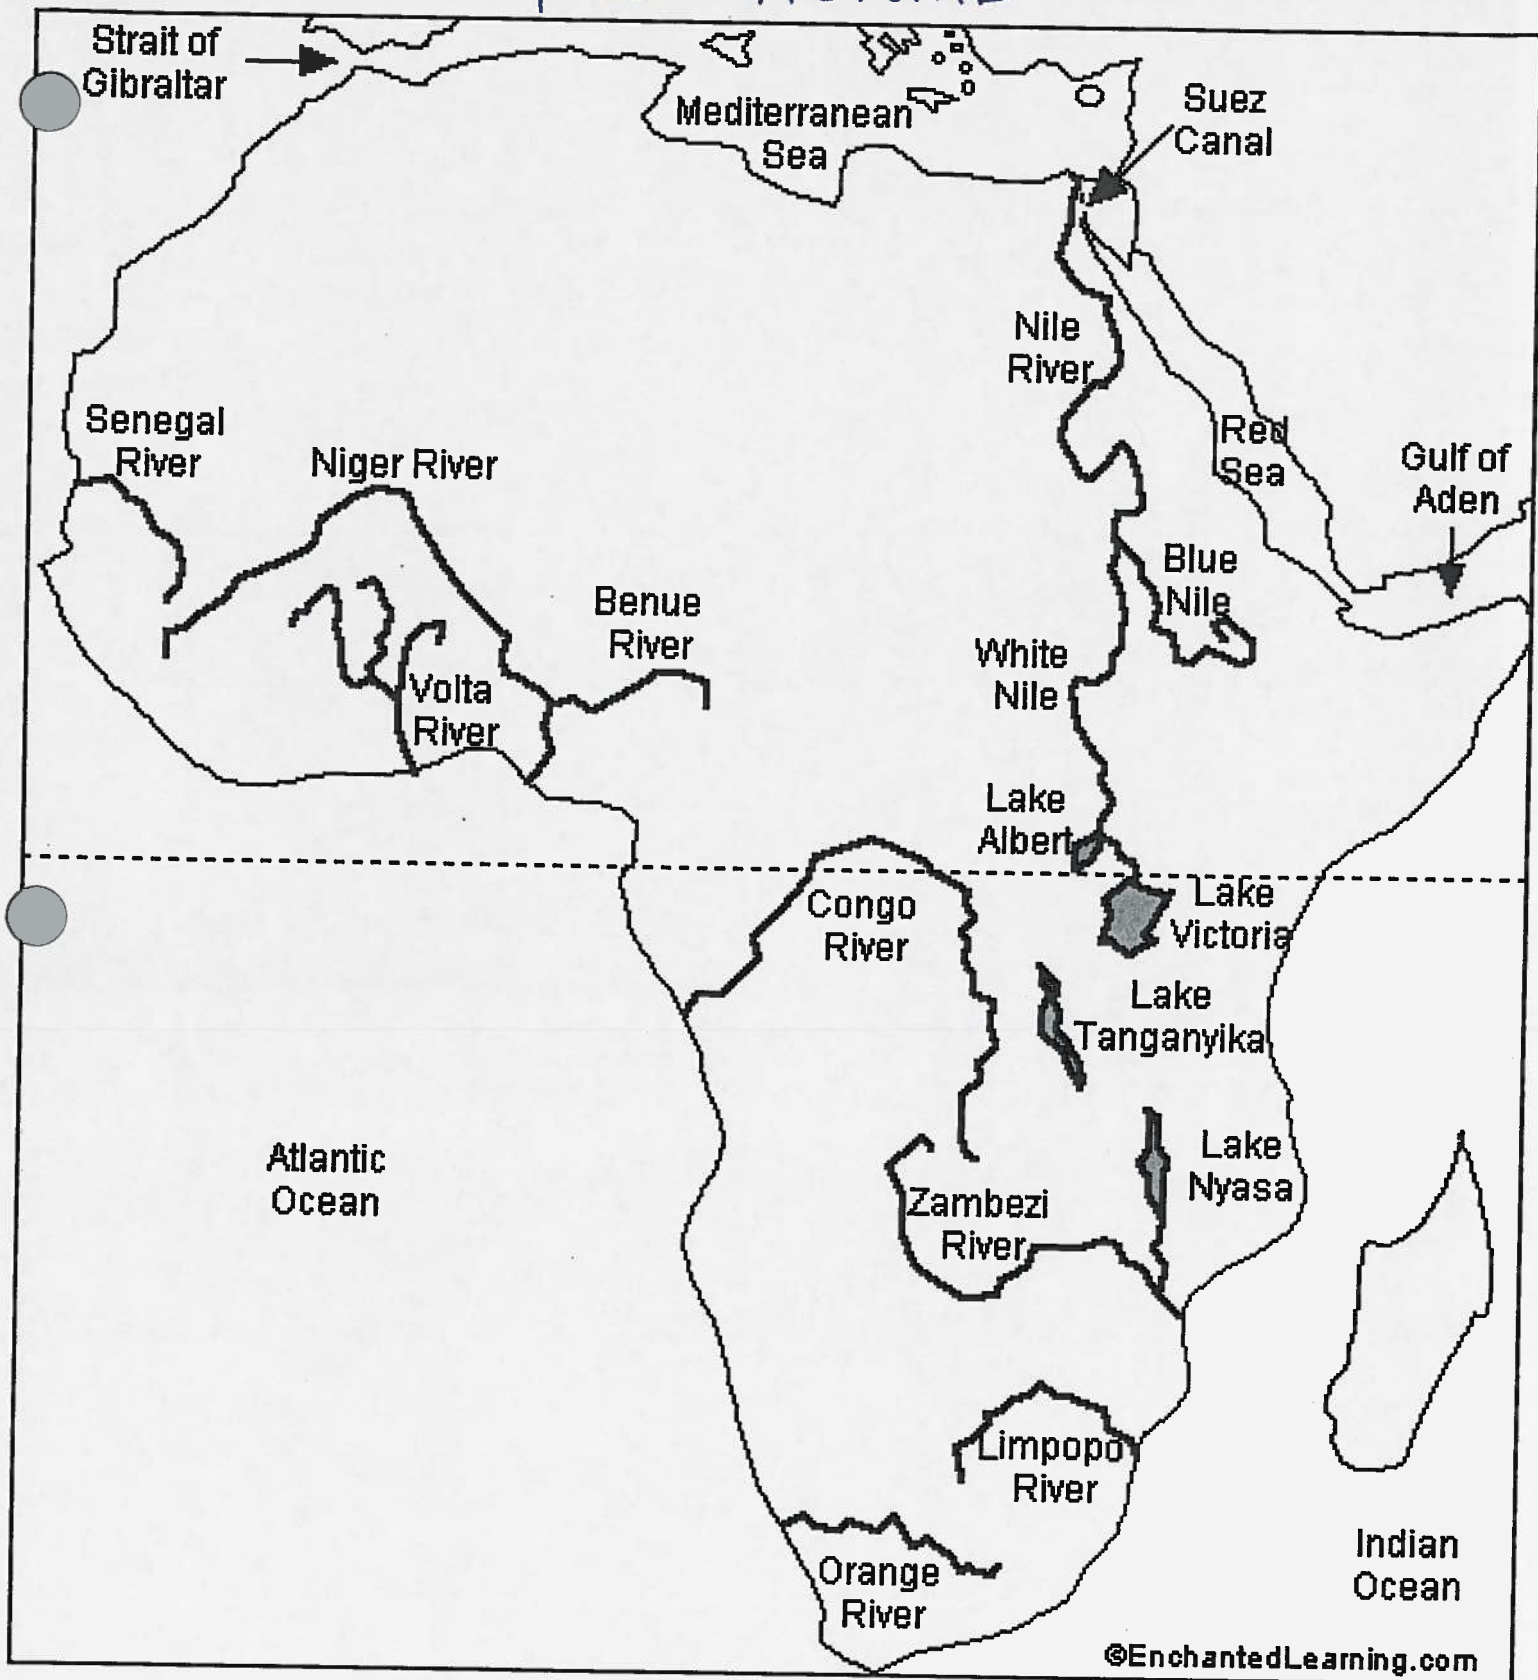 Strait of
Gibraltar
Mediterranean
Sea
Suez
Canal
Nile
River
Senegal
River
Niger River
Red
Sea
Gulf of
Aden
Blue
Nile
Benue
River
White
Nile
Volta
River
Lake
Albert
Congo
River
Lake
Victoria
Lake
Tanganyika
Atlantic
Ocean
Lake
Nyasa
Zambezi
River
Limpopo
River
Orange
River
Indian
Ocean
©EnchantedLearning.com